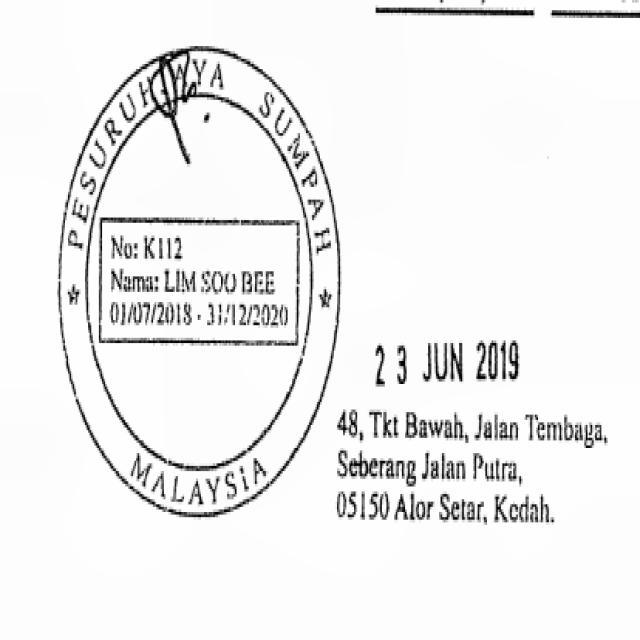 PESURUHJAYA SUMPAH
No: K112
Nama: LIM SOO BEE
01/07/2018 - 31/12/2020
MALAYSIA
23 JUN 2019
48, Tkt Bawah, Jalan Tembaga,
Seberang Jalan Putra,
05150 Alor Setar, Kedah.